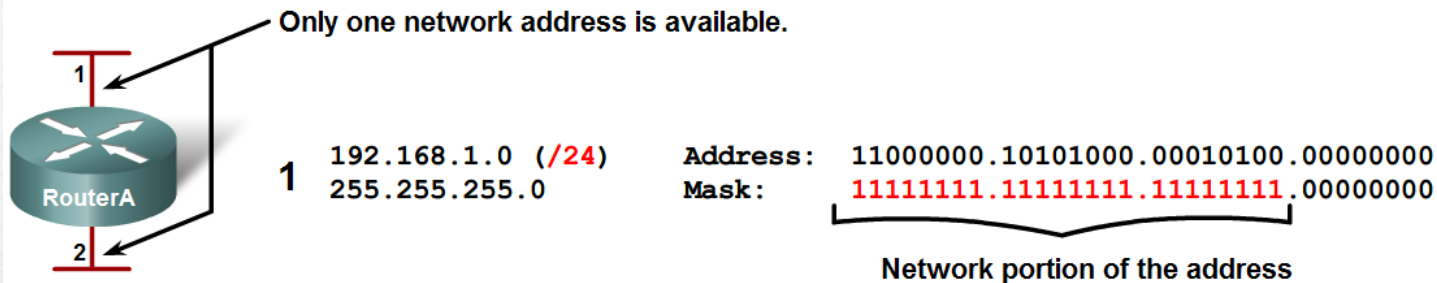 Only one network address is available.
1
RouterA
2
1 192.168.1.0 (/24) Address: 11000000.10101000.00010100.00000000
255.255.255.0 Mask: 11111111.11111111.11111111.00000000
Network portion of the address